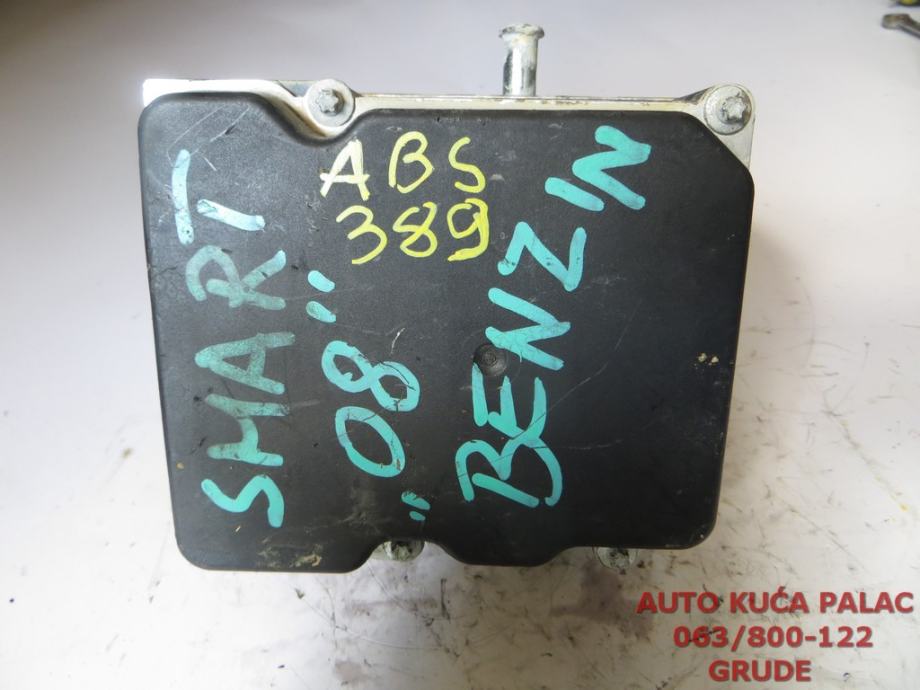 ABS
389
SMART
"08"
BENZIN
AUTO KUĆA PALAC
063/800-122
GRUDE